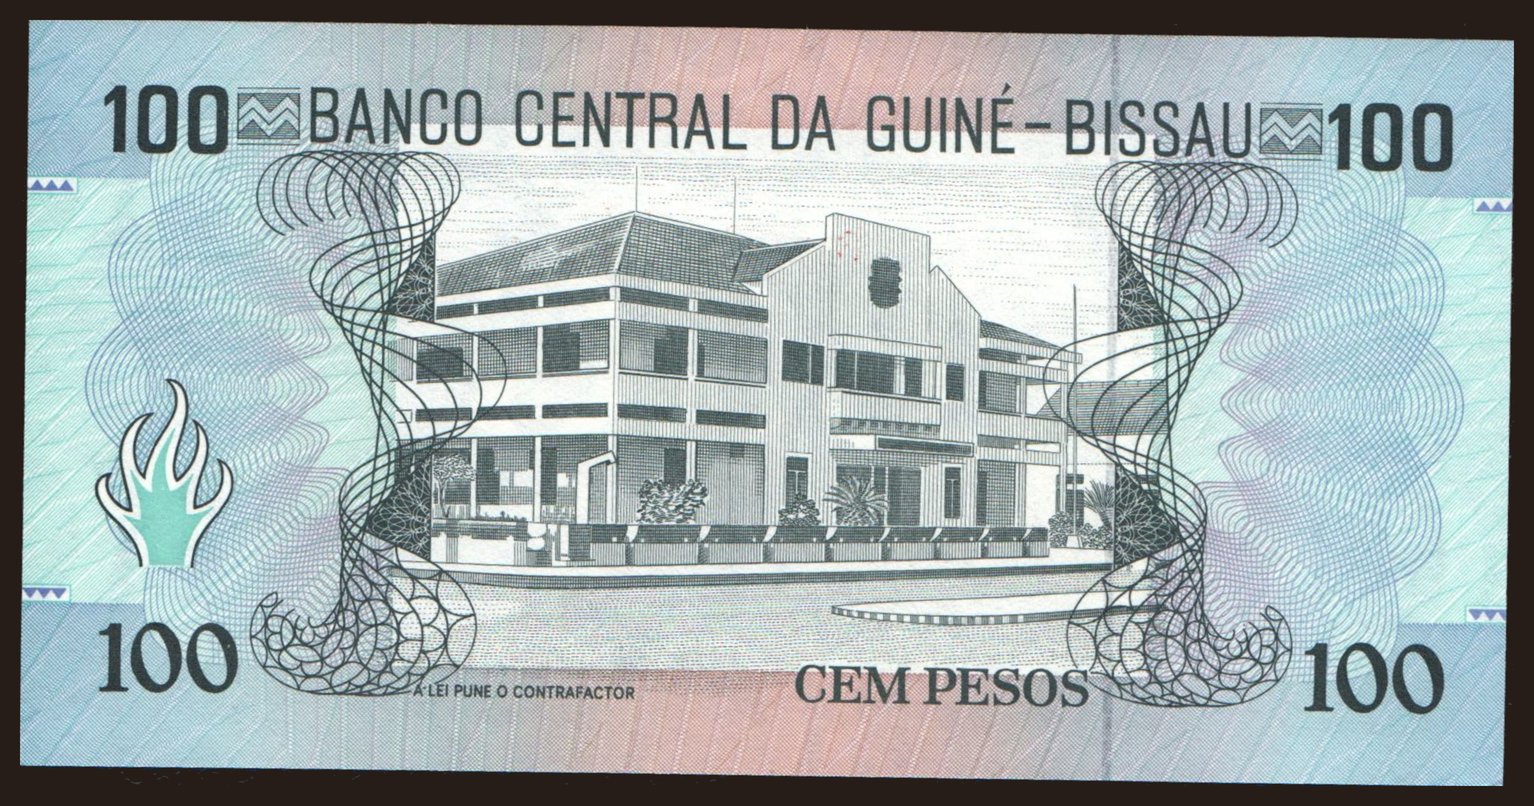 100 BANCO CENTRAL DA GUINÉ-BISSAU 100
100 A LEI PUNE O CONTRAFACTOR CEM PESOS 100